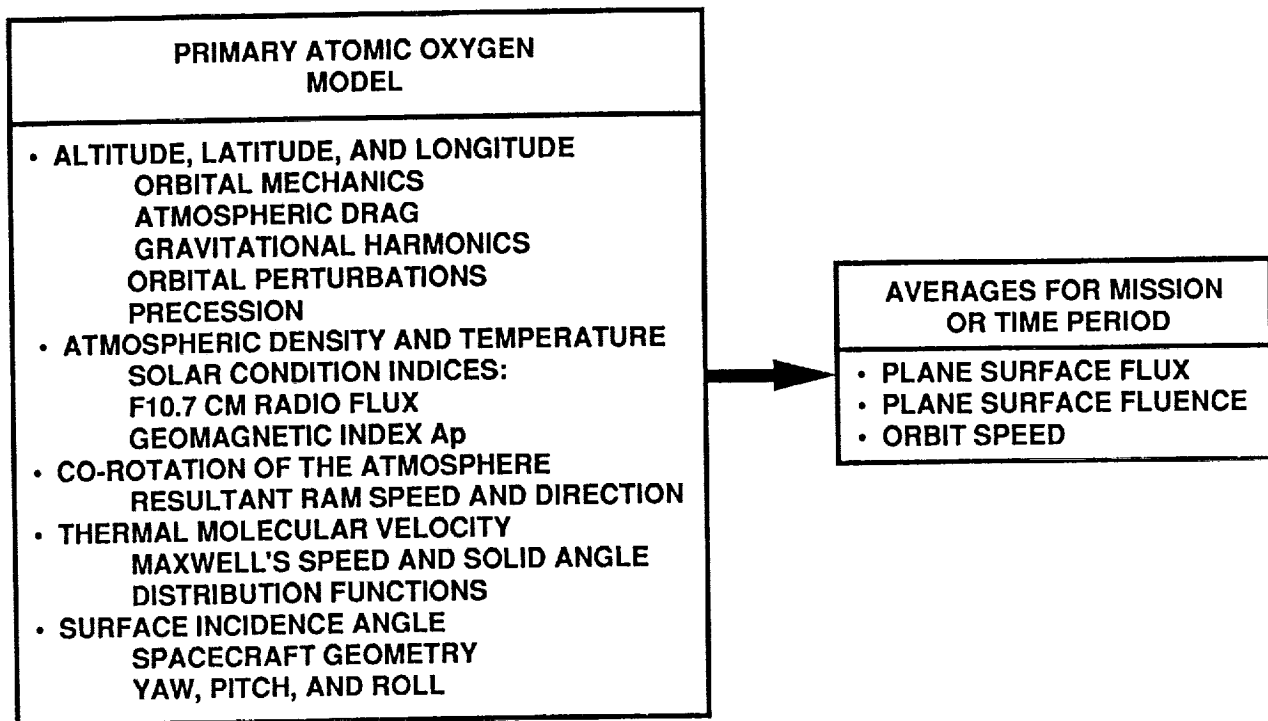 PRIMARY ATOMIC OXYGEN
MODEL
• ALTITUDE, LATITUDE, AND LONGITUDE
ORBITAL MECHANICS
ATMOSPHERIC DRAG
GRAVITATIONAL HARMONICS
ORBITAL PERTURBATIONS
PRECESSION
• ATMOSPHERIC DENSITY AND TEMPERATURE
SOLAR CONDITION INDICES:
F10.7 CM RADIO FLUX
GEOMAGNETIC INDEX Ap
• CO-ROTATION OF THE ATMOSPHERE
RESULTANT RAM SPEED AND DIRECTION
• THERMAL MOLECULAR VELOCITY
MAXWELL'S SPEED AND SOLID ANGLE
DISTRIBUTION FUNCTIONS
• SURFACE INCIDENCE ANGLE
SPACECRAFT GEOMETRY
YAW, PITCH, AND ROLL
AVERAGES FOR MISSION
OR TIME PERIOD
• PLANE SURFACE FLUX
• PLANE SURFACE FLUENCE
• ORBIT SPEED